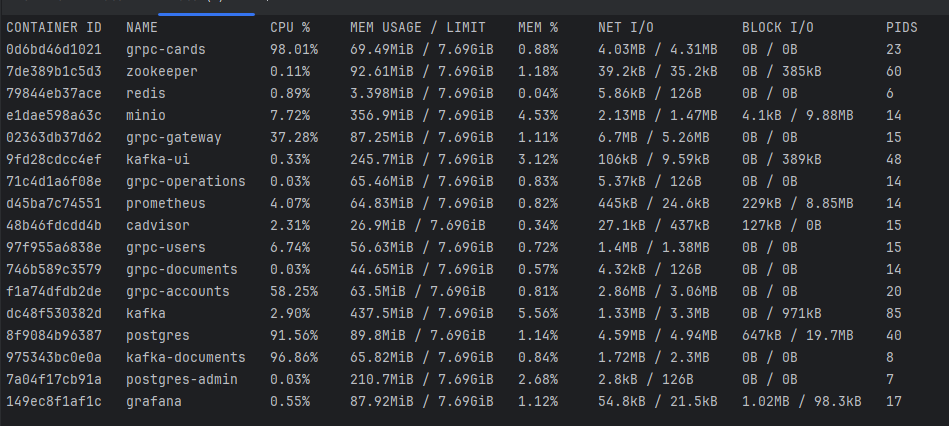 CONTAINER ID NAME CPU % MEM USAGE / LIMIT MEM % NET I/O BLOCK I/O PIDS
0d6bd46d1021 grpc-cards 98.01% 69.49MiB / 7.69GiB 0.88% 4.03MB / 4.31MB 0B / 0B 23
7de389b1c5d3 zookeeper 0.11% 92.61MiB / 7.69GiB 1.18% 39.2kB / 35.2kB 0B / 385kB 60
79844eb37ace redis 0.89% 3.398MiB / 7.69GiB 0.04% 5.86kB / 126B 0B / 0B 6
e1dae598a63c minio 7.72% 356.9MiB / 7.69GiB 4.53% 2.13MB / 1.47MB 4.1kB / 9.88MB 14
02363db37d62 grpc-gateway 37.28% 87.25MiB / 7.69GiB 1.11% 6.7MB / 5.26MB 0B / 0B 15
9fd28cdcc4ef kafka-ui 0.33% 245.7MiB / 7.69GiB 3.12% 106kB / 9.59kB 0B / 389kB 48
71c4d1a6f08e grpc-operations 0.03% 65.46MiB / 7.69GiB 0.83% 5.37kB / 126B 0B / 0B 14
d45ba7c74551 prometheus 4.07% 64.83MiB / 7.69GiB 0.82% 445kB / 24.6kB 229kB / 8.85MB 14
48b46fdcdd4b cadvisor 2.31% 26.9MiB / 7.69GiB 0.34% 27.1kB / 437kB 127kB / 0B 15
97f955a6838e grpc-users 6.74% 56.63MiB / 7.69GiB 0.72% 1.4MB / 1.38MB 0B / 0B 15
746b589c3579 grpc-documents 0.03% 44.65MiB / 7.69GiB 0.57% 4.32kB / 126B 0B / 0B 14
f1a74dfdb2de grpc-accounts 58.25% 63.5MiB / 7.69GiB 0.81% 2.86MB / 3.06MB 0B / 0B 20
dc48f530382d kafka 2.90% 437.5MiB / 7.69GiB 5.56% 1.33MB / 3.3MB 0B / 971kB 85
8f9084b96387 postgres 91.56% 89.8MiB / 7.69GiB 1.14% 4.59MB / 4.94MB 647kB / 19.7MB 40
975343bc0e0a kafka-documents 96.86% 65.82MiB / 7.69GiB 0.84% 1.72MB / 2.3MB 0B / 0B 8
7a04f17cb91a postgres-admin 0.03% 210.7MiB / 7.69GiB 2.68% 2.8kB / 126B 0B / 0B 7
149ec8f1af1c grafana 0.55% 87.92MiB / 7.69GiB 1.12% 54.8kB / 21.5kB 1.02MB / 98.3kB 17